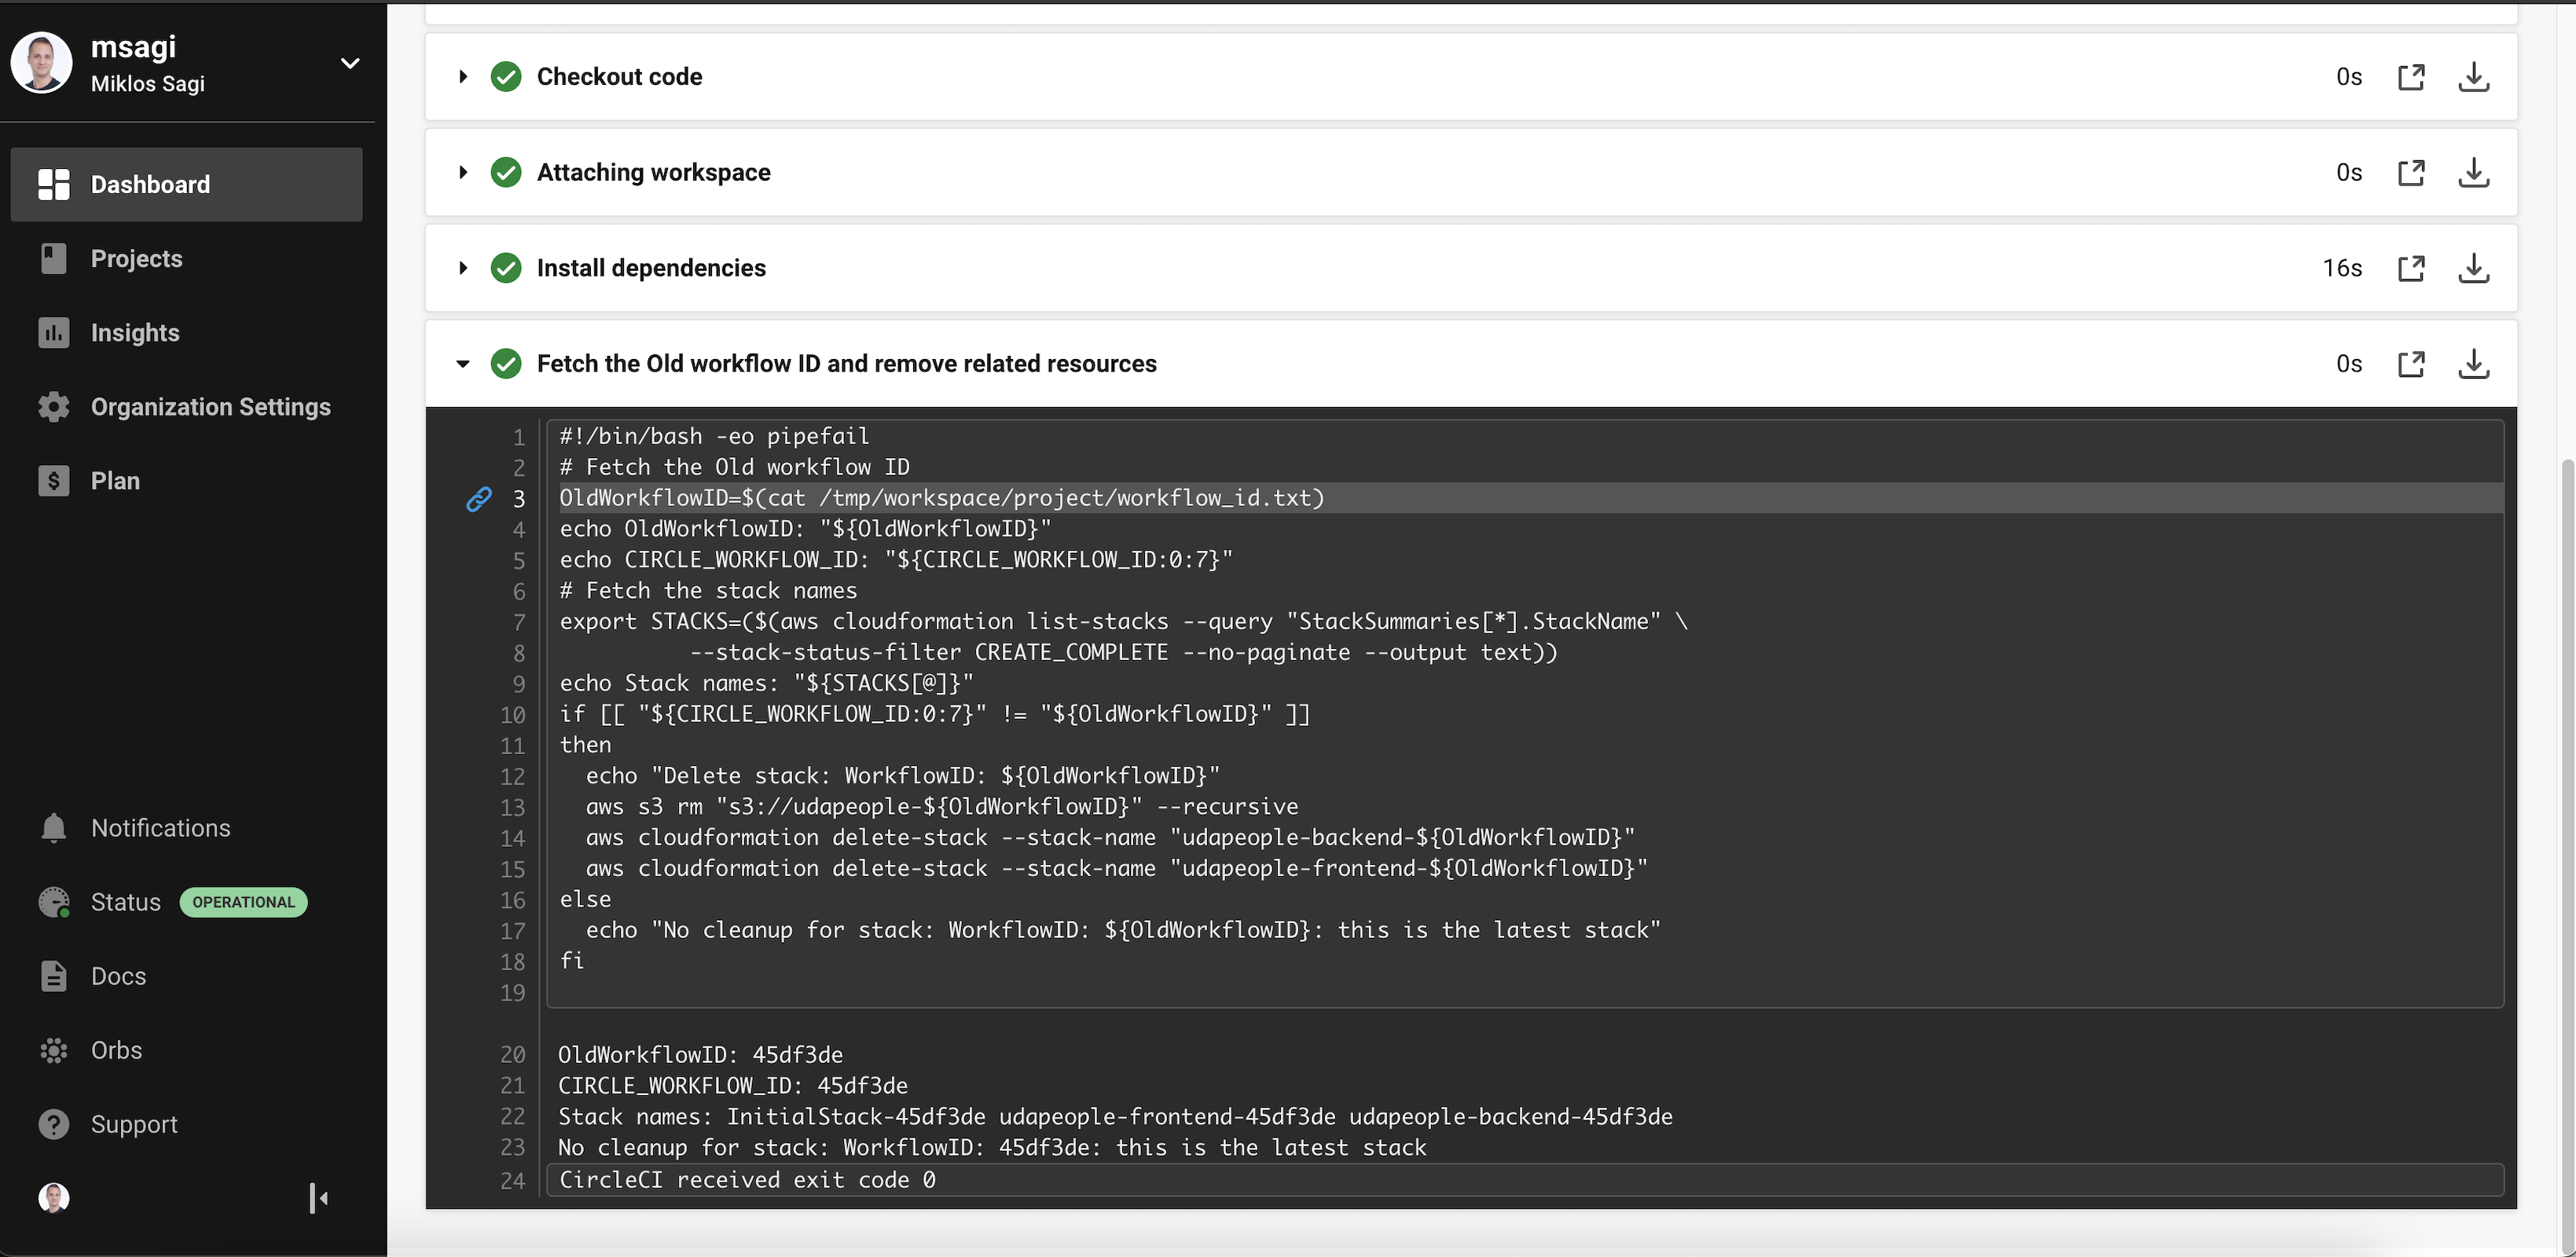 msagi
Miklos Sagi
Dashboard
Projects
Insights
Organization Settings
$ Plan
Notifications
Status OPERATIONAL
Docs
Orbs
? Support
Checkout code 0s
Attaching workspace 0s
Install dependencies 16s
Fetch the Old workflow ID and remove related resources 0s
1 #!/bin/bash -eo pipefail
2 # Fetch the Old workflow ID
3 OldWorkflowID=$(cat /tmp/workspace/project/workflow_id.txt)
4 echo OldWorkflowID: "${OldWorkflowID}"
5 echo CIRCLE_WORKFLOW_ID: "${CIRCLE_WORKFLOW_ID:0:7}"
6 # Fetch the stack names
7 export STACKS=($(aws cloudformation list-stacks --query "StackSummaries[*].StackName" \
8           --stack-status-filter CREATE_COMPLETE --no-paginate --output text))
9 echo Stack names: "${STACKS[@]}"
10 if [[ "${CIRCLE_WORKFLOW_ID:0:7}" != "${OldWorkflowID}" ]]
11 then
12   echo "Delete stack: WorkflowID: ${OldWorkflowID}"
13   aws s3 rm "s3://udapeople-${OldWorkflowID}" --recursive
14   aws cloudformation delete-stack --stack-name "udapeople-backend-${OldWorkflowID}"
15   aws cloudformation delete-stack --stack-name "udapeople-frontend-${OldWorkflowID}"
16 else
17   echo "No cleanup for stack: WorkflowID: ${OldWorkflowID}: this is the latest stack"
18 fi
19
20 OldWorkflowID: 45df3de
21 CIRCLE_WORKFLOW_ID: 45df3de
22 Stack names: InitialStack-45df3de udapeople-frontend-45df3de udapeople-backend-45df3de
23 No cleanup for stack: WorkflowID: 45df3de: this is the latest stack
24 CircleCI received exit code 0